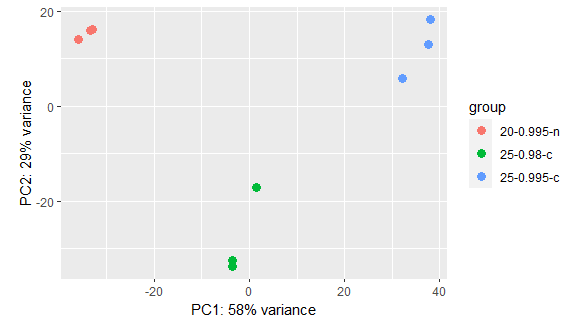 20
0
-20
PC2: 29% variance
-20
0
20
40
PC1: 58% variance
group
20-0.995-n
25-0.98-c
25-0.995-c